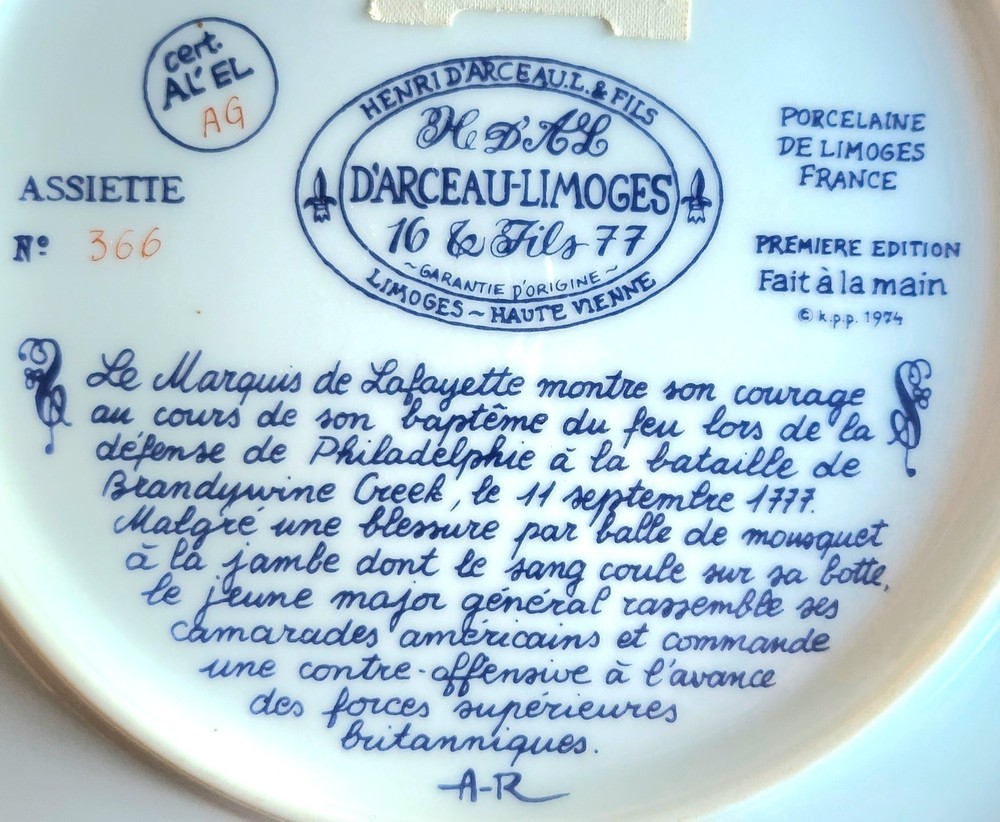 cert.
AL'EL
AG
ASSIETTE
Nº 366
HENRI D'ARCEAU.L. & FILS
H D'AL
D'ARCEAU-LIMOGES
16 & Fils 77
~GARANTIE D'ORIGINE~
LIMOGES ~ HAUTE VIENNE
PORCELAINE
DE LIMOGES
FRANCE
PREMIERE EDITION
Fait à la main
© k.p.p. 1974
Le Marquis de Lafayette montre son courage
au cours de son baptême du feu lors de la
défense de Philadelphie à la bataille de
Brandywine Creek, le 11 septembre 1777.
Malgré une blessure par balle de mousquet
à la jambe dont le sang coule sur sa botte,
le jeune major général rassemble ses
camarades américains et commande
une contre-offensive à l'avance
des forces supérieures
britanniques.
A-R